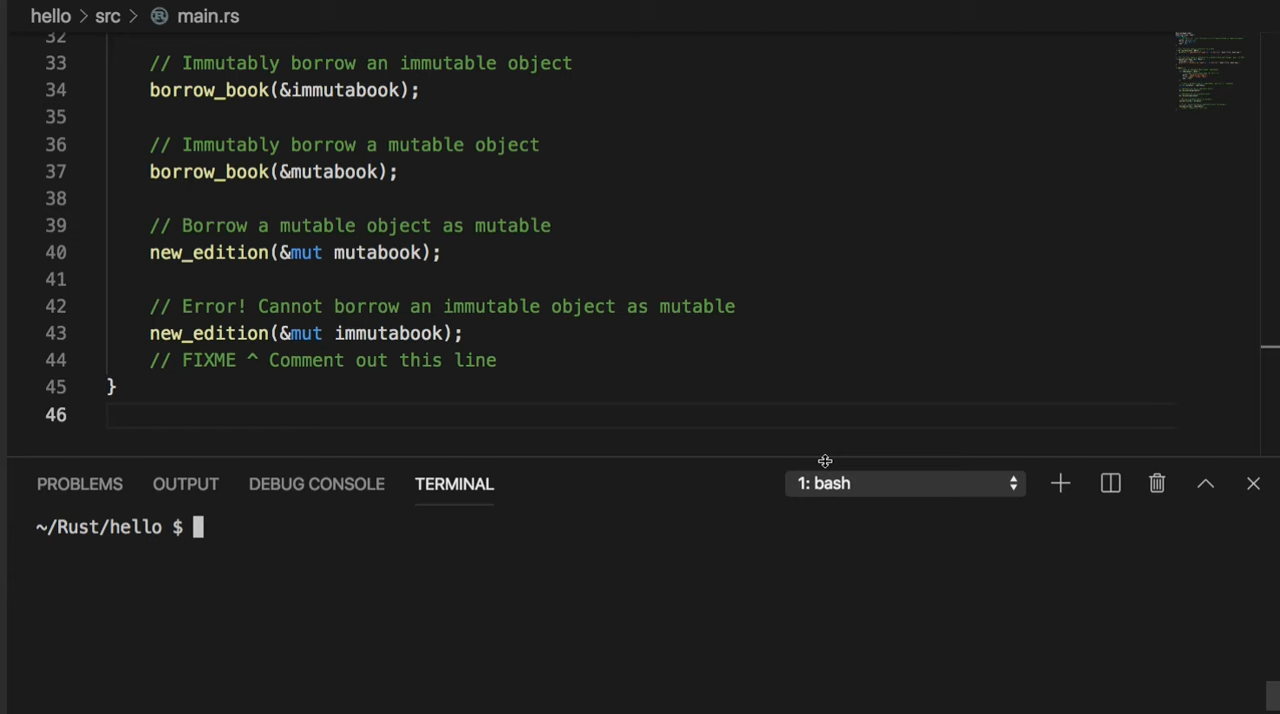 hello > src > main.rs
32
33 // Immutably borrow an immutable object
34 borrow_book(&immutabook);
35
36 // Immutably borrow a mutable object
37 borrow_book(&mutabook);
38
39 // Borrow a mutable object as mutable
40 new_edition(&mut mutabook);
41
42 // Error! Cannot borrow an immutable object as mutable
43 new_edition(&mut immutabook);
44 // FIXME ^ Comment out this line
45 }
46
PROBLEMS OUTPUT DEBUG CONSOLE TERMINAL 1: bash
~/Rust/hello $